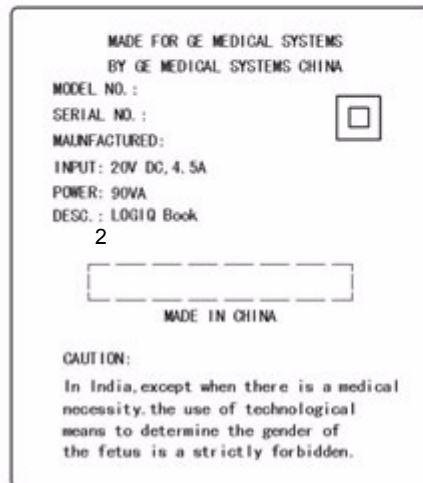 MADE FOR GE MEDICAL SYSTEMS
BY GE MEDICAL SYSTEMS CHINA
MODEL NO.:
SERIAL NO.:
MAUNFACTURED:
INPUT: 20V DC, 4.5A
POWER: 90VA
DESC.: LOGIQ Book
2
MADE IN CHINA
CAUTION:
In India, except when there is a medical
necessity. the use of technological
means to determine the gender of
the fetus is a strictly forbidden.